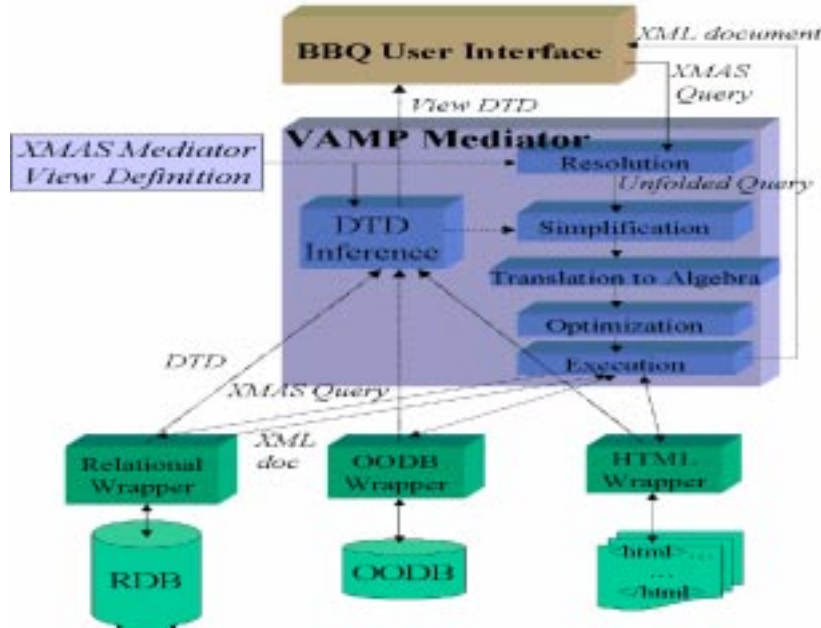 XML document
BBQ User Interface
XMAS
Query
View DTD
VAMP Mediator
XMAS Mediator
View Definition
Resolution
Unfolded Query
DTD
Inference
Simplification
Translation to Algebra
Optimization
Execution
DTD
XMAS Query
XML
doc
Relational
Wrapper
OODB
Wrapper
HTML
Wrapper
RDB
OODB
<html> ...
...
</html>